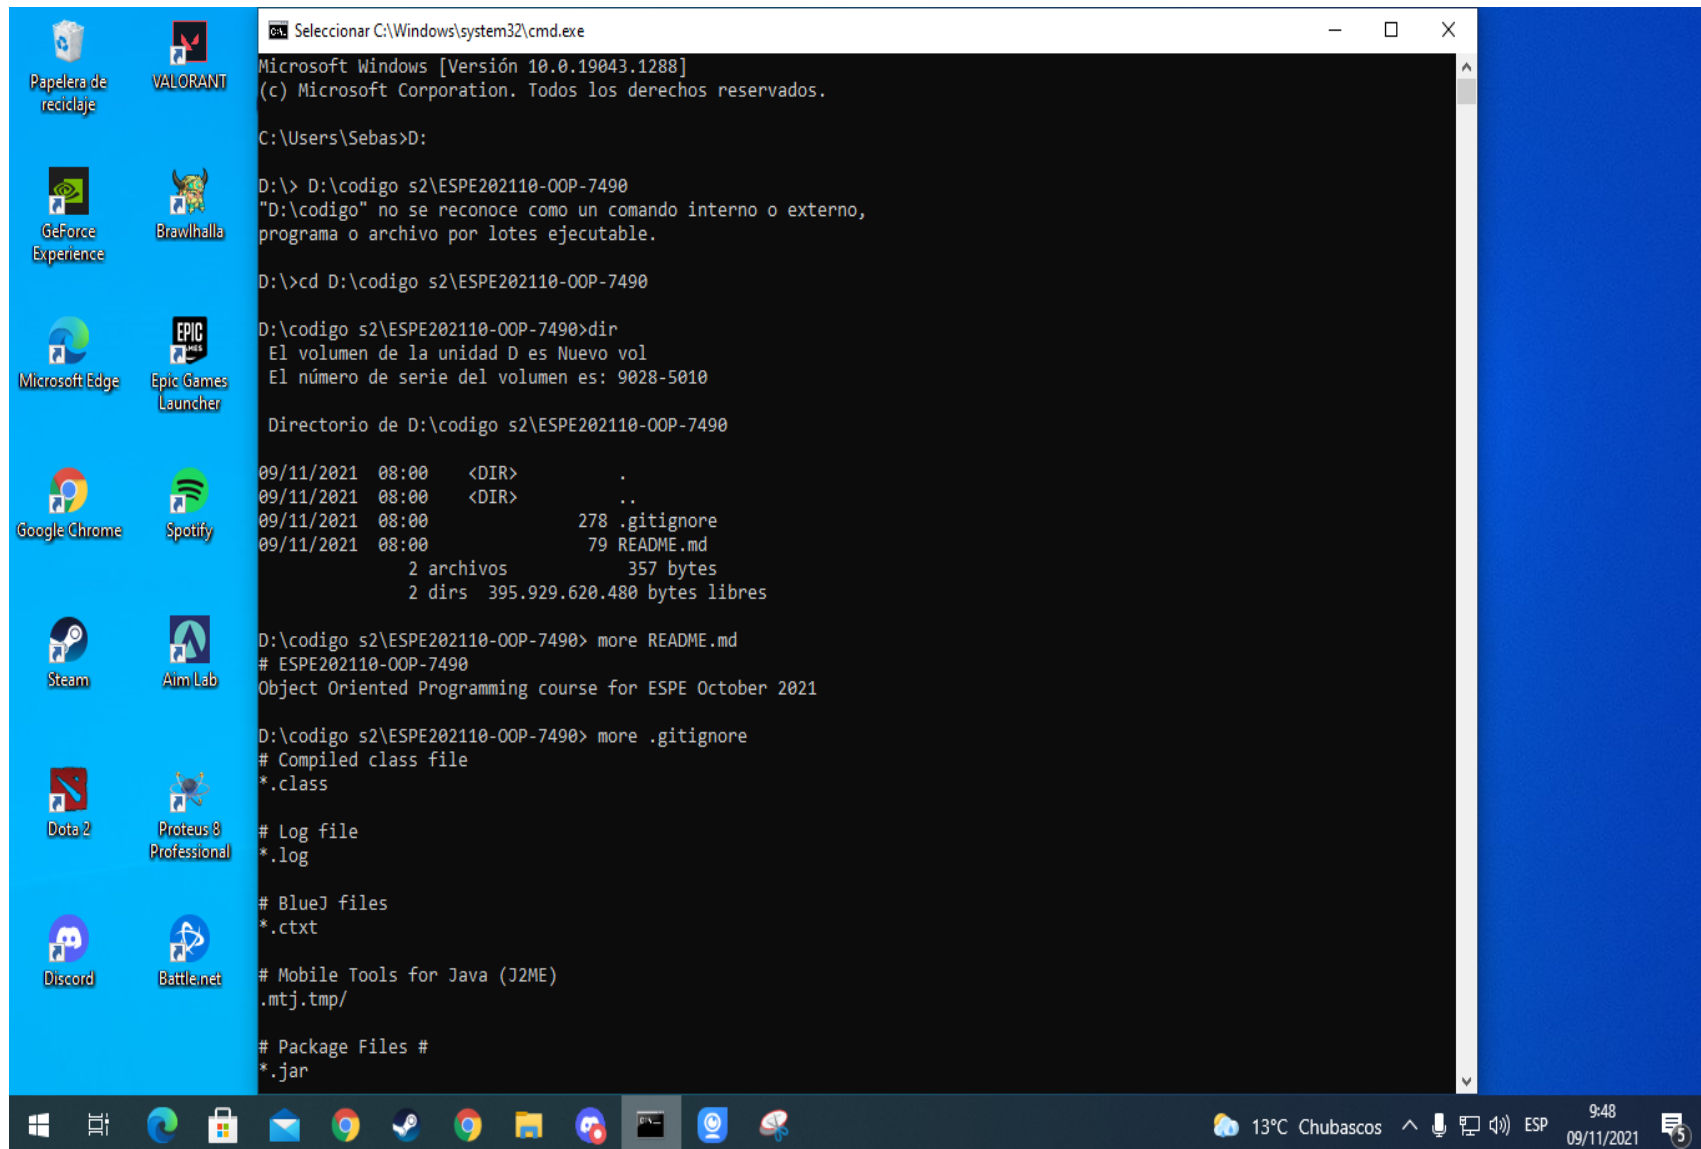 Papelera de
reciclaje
VALORANT
GeForce
Experience
Brawlhalla
Microsoft Edge
EPIC
GAMES
Epic Games
Launcher
Google Chrome
Spotify
Steam
Aim Lab
Dota 2
Proteus 8
Professional
Discord
Battle.net
Seleccionar C:\Windows\system32\cmd.exe
Microsoft Windows [Versión 10.0.19043.1288]
(c) Microsoft Corporation. Todos los derechos reservados.
C:\Users\Sebas>D:
D:\> D:\codigo s2\ESPE202110-OOP-7490
"D:\codigo" no se reconoce como un comando interno o externo,
programa o archivo por lotes ejecutable.
D:\>cd D:\codigo s2\ESPE202110-OOP-7490
D:\codigo s2\ESPE202110-OOP-7490>dir
El volumen de la unidad D es Nuevo vol
El número de serie del volumen es: 9028-5010
Directorio de D:\codigo s2\ESPE202110-OOP-7490
09/11/2021  08:00    <DIR>          .
09/11/2021  08:00    <DIR>          ..
09/11/2021  08:00               278 .gitignore
09/11/2021  08:00                79 README.md
2 archivos            357 bytes
2 dirs  395.929.620.480 bytes libres
D:\codigo s2\ESPE202110-OOP-7490> more README.md
# ESPE202110-OOP-7490
Object Oriented Programming course for ESPE October 2021
D:\codigo s2\ESPE202110-OOP-7490> more .gitignore
# Compiled class file
*.class
# Log file
*.log
# BlueJ files
*.ctxt
# Mobile Tools for Java (J2ME)
.mtj.tmp/
# Package Files #
*.jar
13°C Chubascos
ESP
9:48
09/11/2021
5